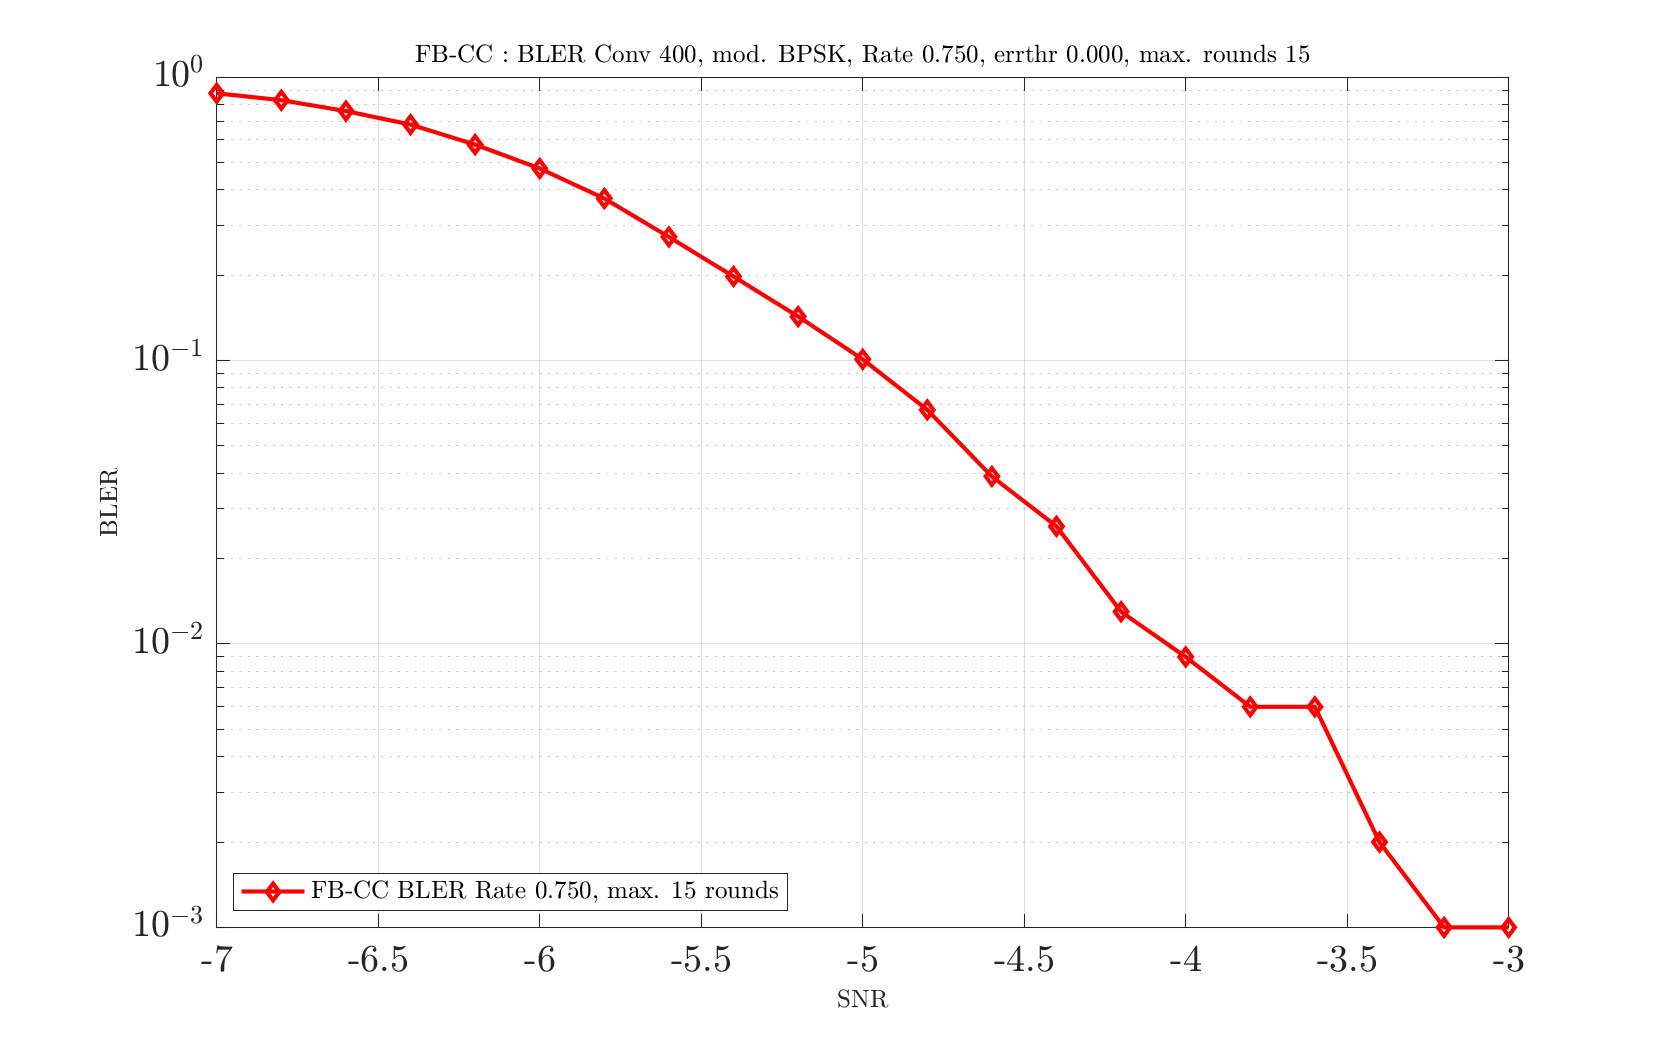 FB-CC : BLER Conv 400, mod. BPSK, Rate 0.750, errthr 0.000, max. rounds 15
10^0
10^-1
10^-2
10^-3
BLER
FB-CC BLER Rate 0.750, max. 15 rounds
-7 -6.5 -6 -5.5 -5 -4.5 -4 -3.5 -3
SNR